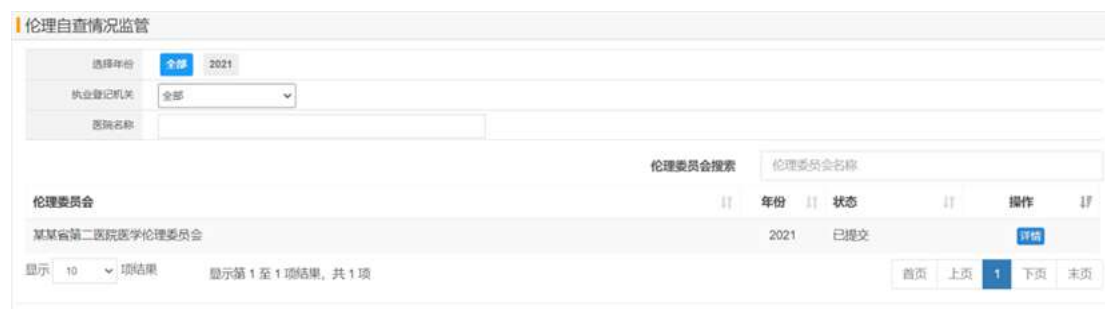 伦理自查情况监管
选择年份 全部 2021
执业登记机关 全部
医院名称
伦理委员会搜索 伦理委员会名称
伦理委员会 年份 状态 操作
某某省第二医院医学伦理委员会 2021 已提交 详情
显示 10 项结果 显示第 1 至 1 项结果，共 1 项 首页 上页 1 下页 末页